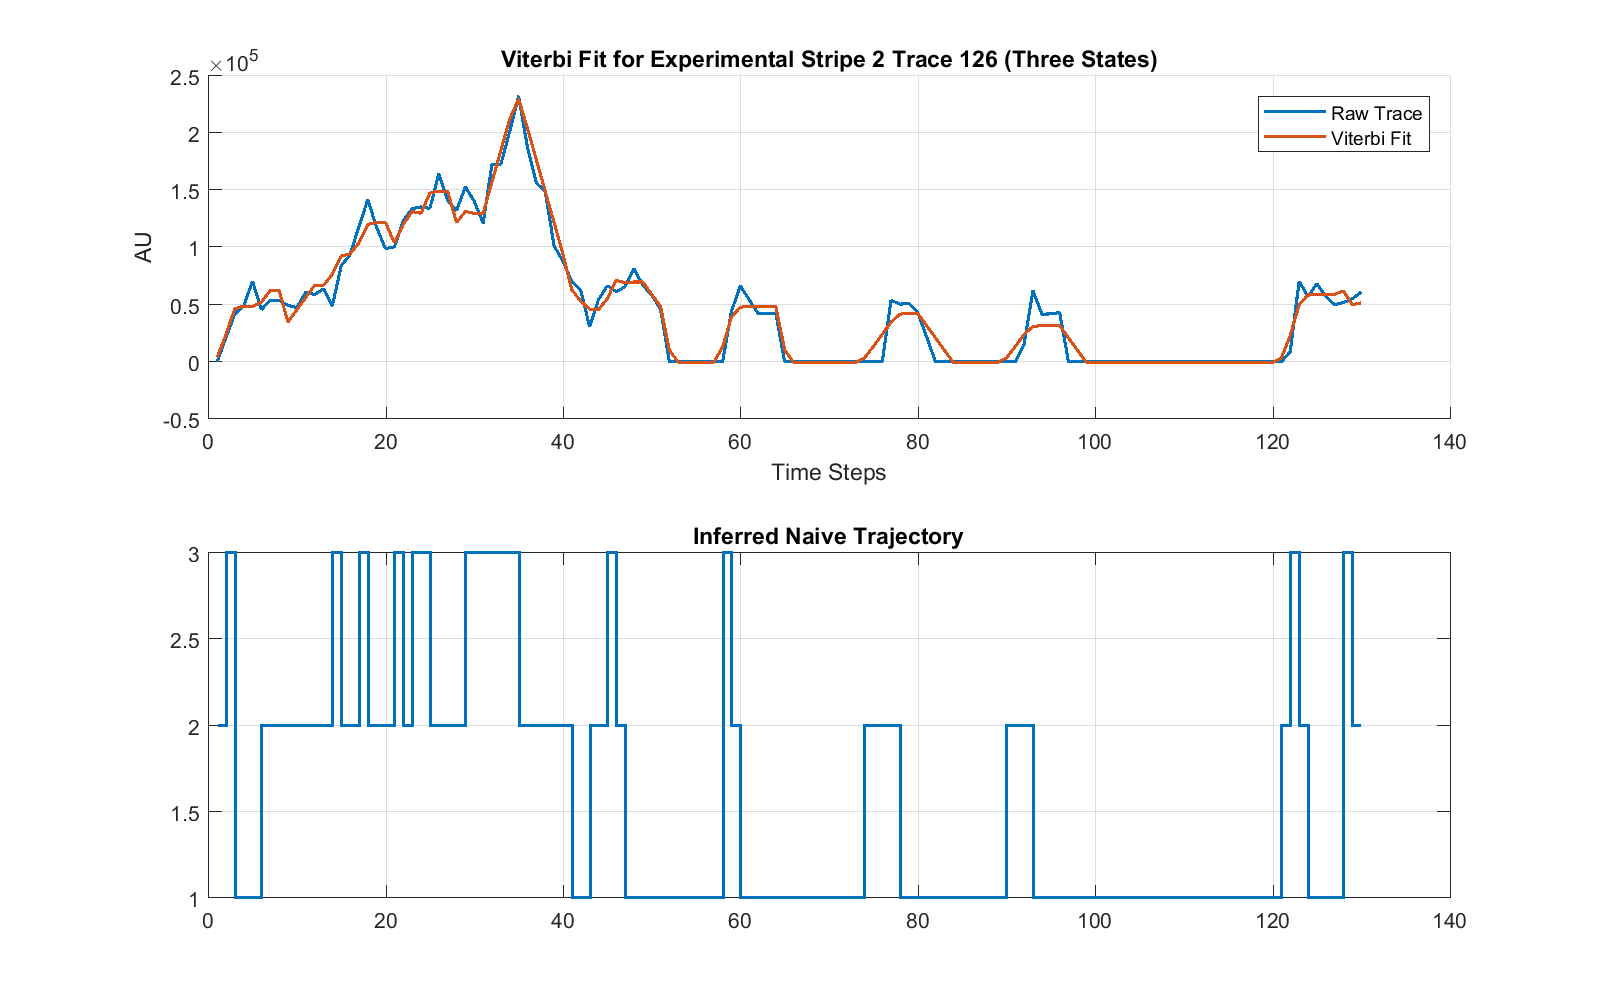 Viterbi Fit for Experimental Stripe 2 Trace 126 (Three States)
×10⁵
2.5
2
1.5
1
0.5
0
-0.5
AU
Raw Trace
Viterbi Fit
0 20 40 60 80 100 120 140
Time Steps
Inferred Naive Trajectory
3
2.5
2
1.5
1
0 20 40 60 80 100 120 140